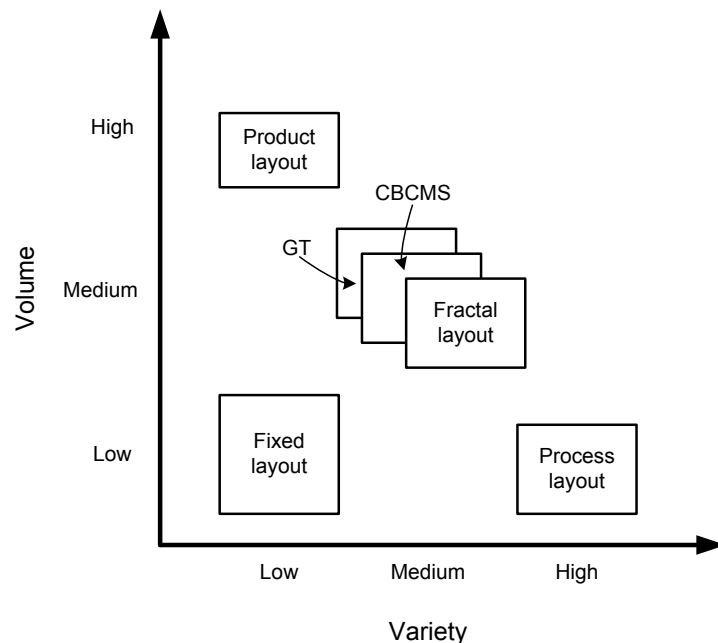 High
Product
layout
CBCMS
GT
Volume
Medium
Fractal
layout
Fixed
layout
Low
Process
layout
Low
Medium
High
Variety